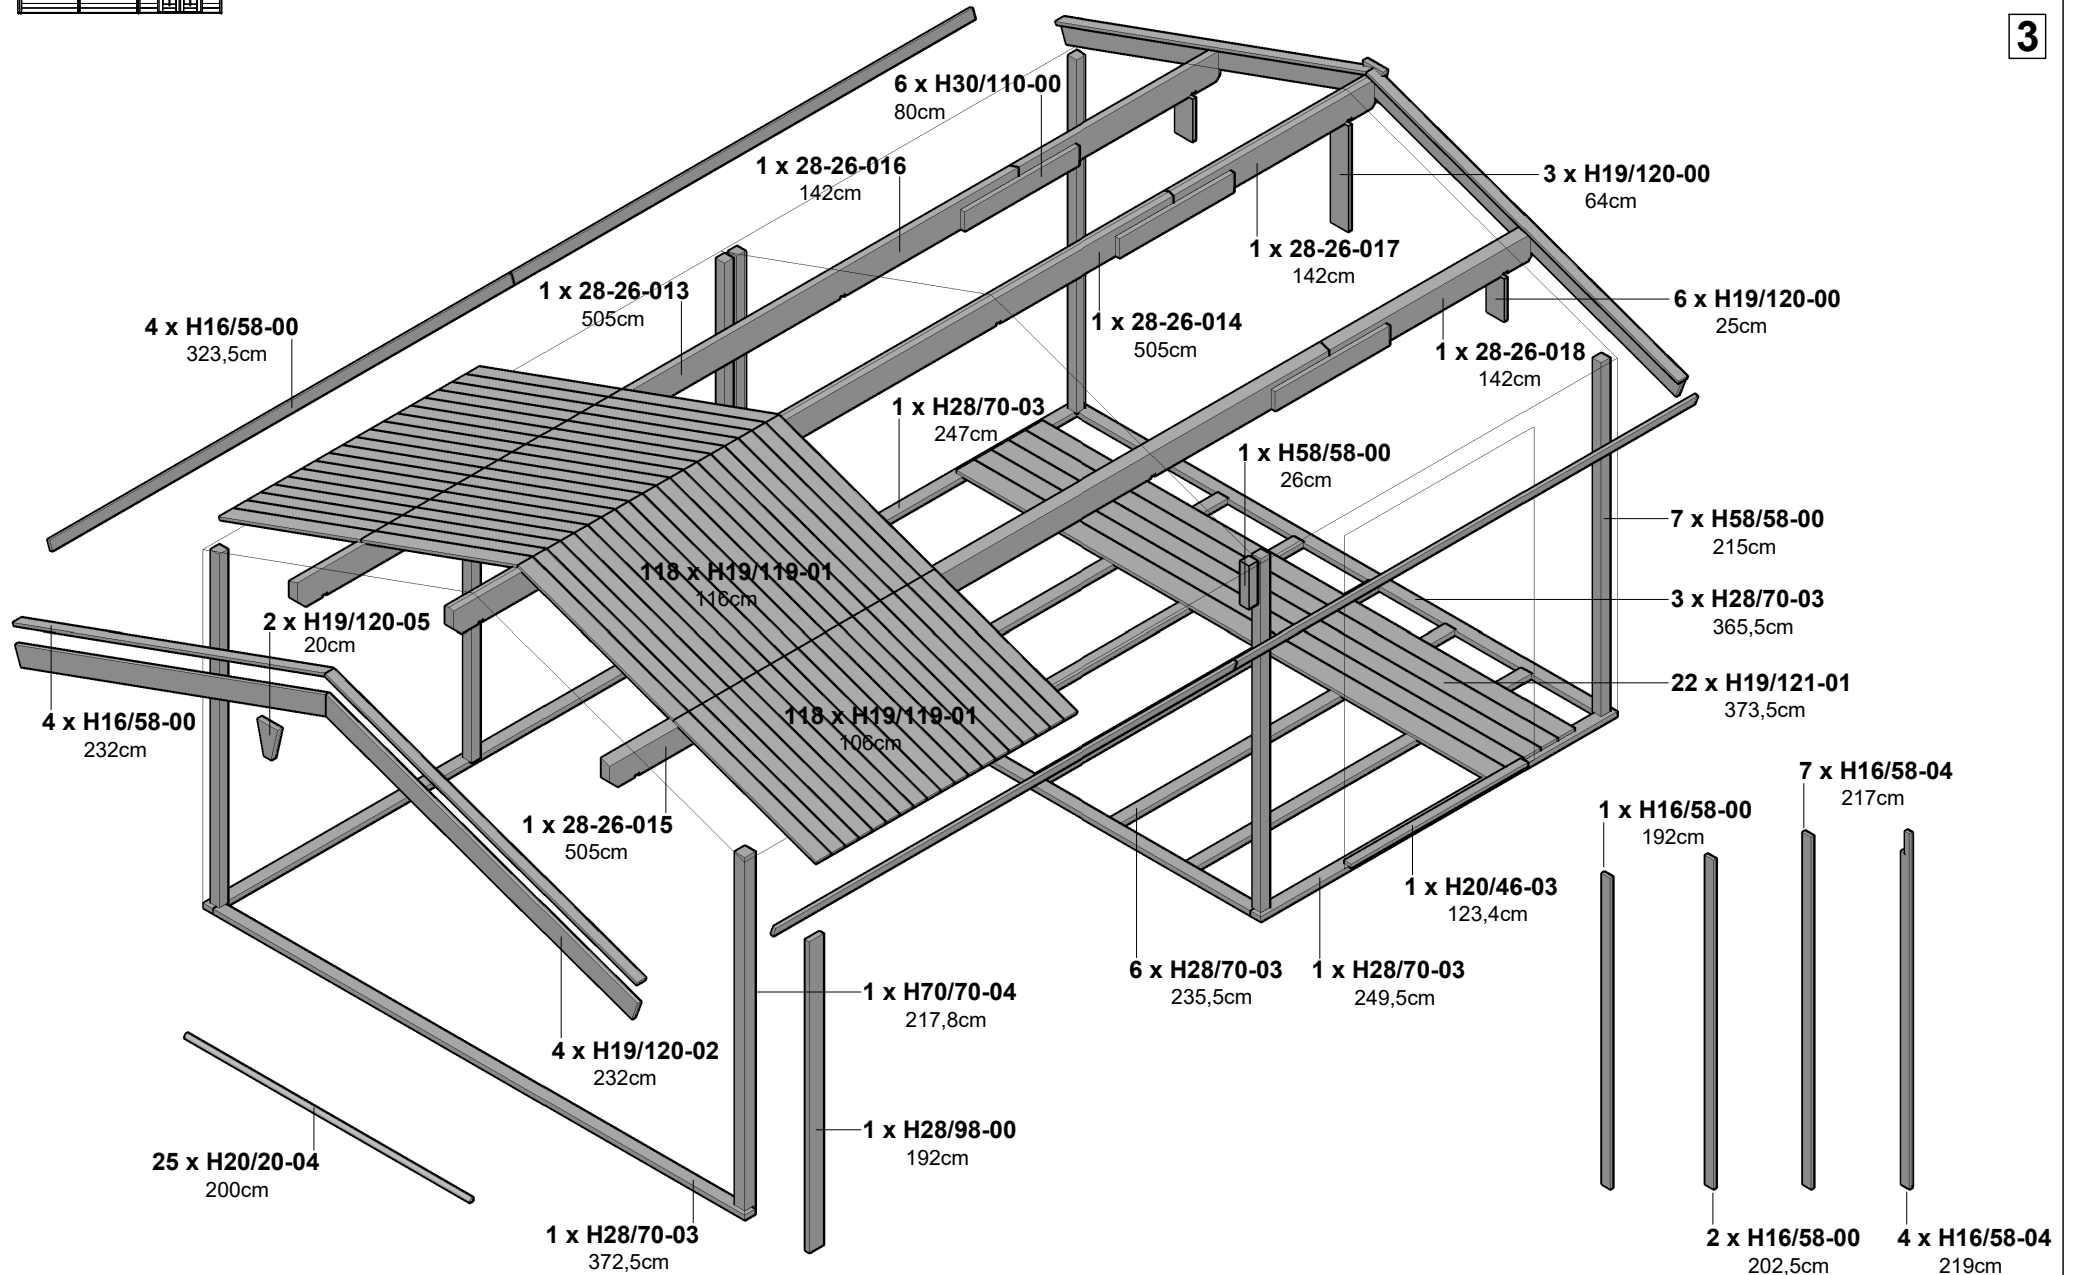 3
6 x H30/110-00
80cm
1 x 28-26-016
142cm
3 x H19/120-00
64cm
1 x 28-26-017
142cm
1 x 28-26-013
505cm
6 x H19/120-00
25cm
4 x H16/58-00
323,5cm
1 x 28-26-014
505cm
1 x 28-26-018
142cm
1 x H28/70-03
247cm
1 x H58/58-00
26cm
7 x H58/58-00
215cm
118 x H19/119-01
116cm
3 x H28/70-03
365,5cm
2 x H19/120-05
20cm
22 x H19/121-01
373,5cm
4 x H16/58-00
232cm
118 x H19/119-01
106cm
7 x H16/58-04
217cm
1 x H16/58-00
192cm
1 x 28-26-015
505cm
1 x H20/46-03
123,4cm
6 x H28/70-03
235,5cm
1 x H28/70-03
249,5cm
1 x H70/70-04
217,8cm
4 x H19/120-02
232cm
1 x H28/98-00
192cm
25 x H20/20-04
200cm
1 x H28/70-03
372,5cm
2 x H16/58-00
202,5cm
4 x H16/58-04
219cm